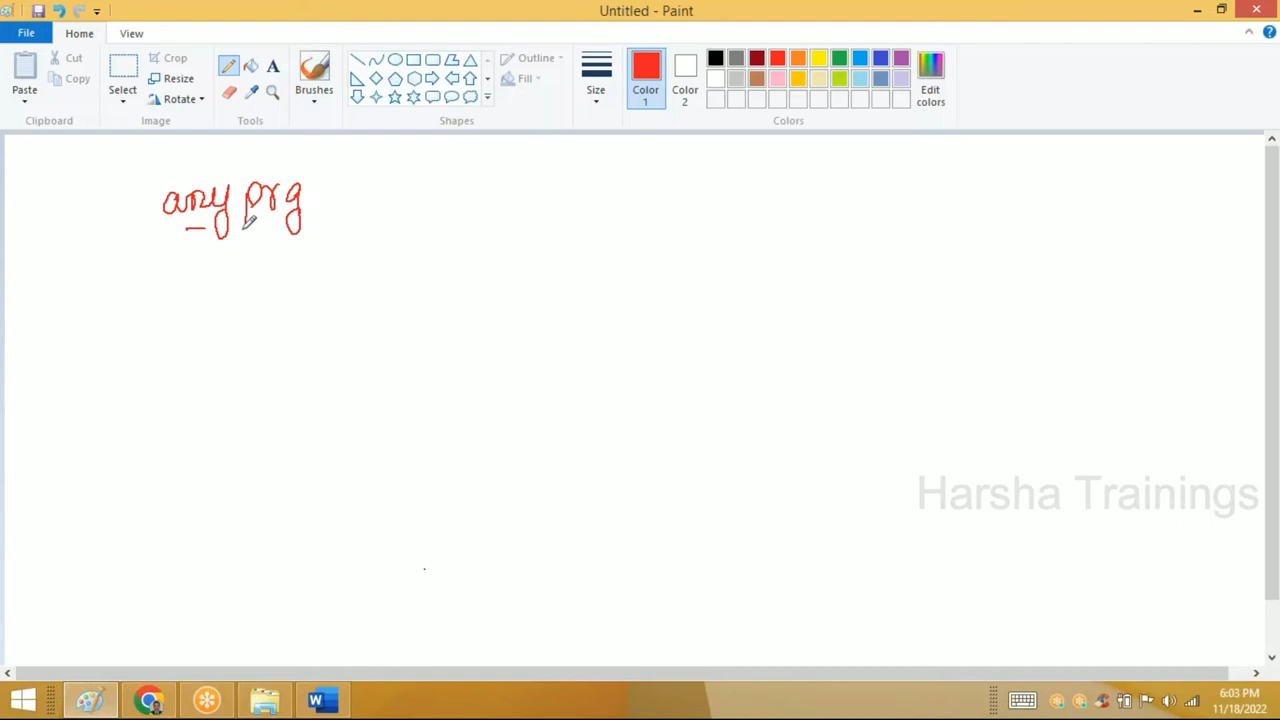 Untitled - Paint
File Home View
Paste
Cut
Copy
Clipboard
Select
Crop
Resize
Rotate
Image
Tools
Brushes
Outline
Fill
Shapes
Size
Color 1
Color 2
Edit colors
Colors
any prg
Harsha Trainings
6:03 PM
11/18/2022